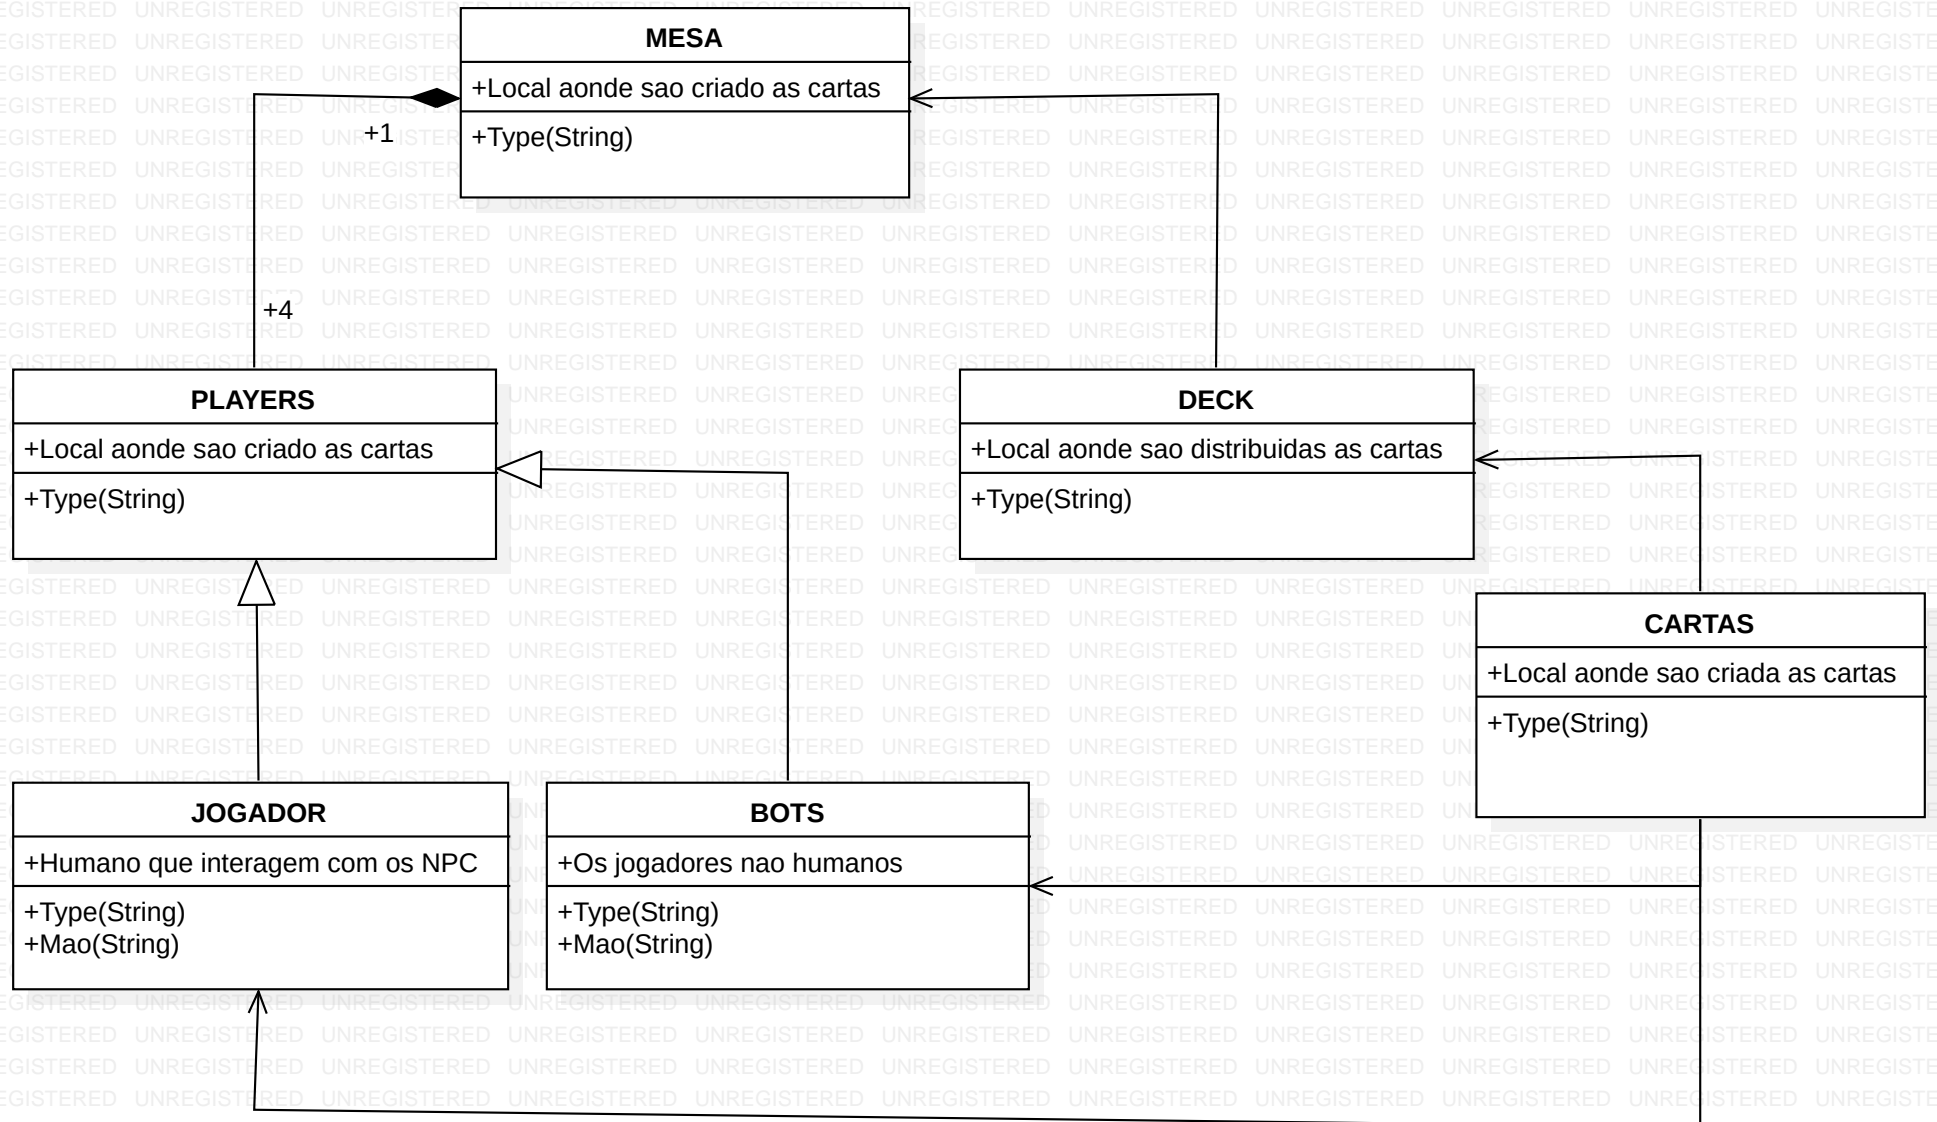 MESA
+Local aonde sao criado as cartas
+Type(String)
+1
+4
PLAYERS
+Local aonde sao criado as cartas
+Type(String)
DECK
+Local aonde sao distribuidas as cartas
+Type(String)
CARTAS
+Local aonde sao criada as cartas
+Type(String)
JOGADOR
+Humano que interagem com os NPC
+Type(String)
+Mao(String)
BOTS
+Os jogadores nao humanos
+Type(String)
+Mao(String)
UNREGISTERED